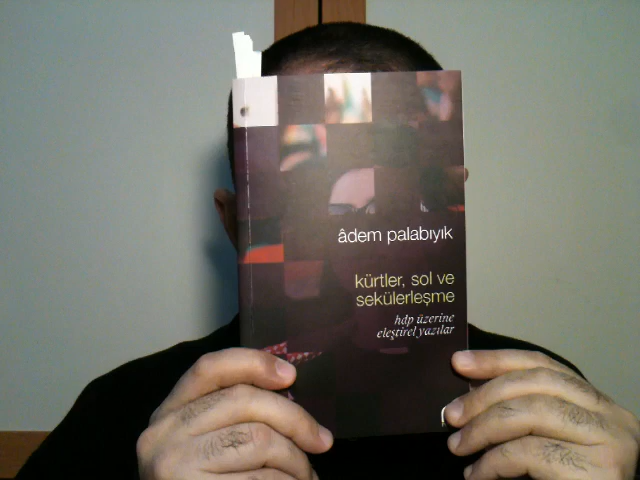 âdem palabıyık
kürtler, sol ve
sekülerleşme
hdp üzerine
eleştirel yazılar